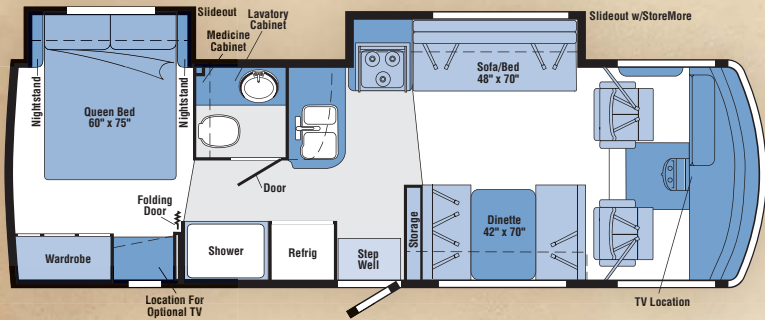 Slideout
Lavatory
Cabinet
Medicine
Cabinet
Slideout w/StoreMore
Nightstand
Queen Bed
60" x 75"
Nightstand
Sofa/Bed
48" x 70"
Door
Folding
Door
Wardrobe
Shower
Refrig
Step
Well
Storage
Dinette
42" x 70"
Location For
Optional TV
TV Location